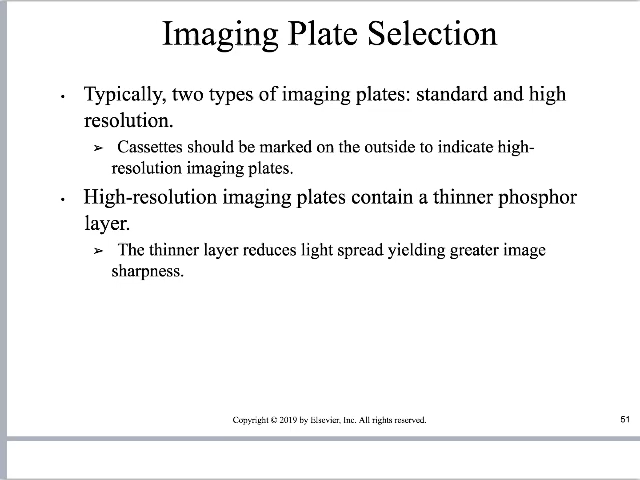 Imaging Plate Selection
• Typically, two types of imaging plates: standard and high
resolution.
➢ Cassettes should be marked on the outside to indicate high-
resolution imaging plates.
• High-resolution imaging plates contain a thinner phosphor
layer.
➢ The thinner layer reduces light spread yielding greater image
sharpness.
Copyright © 2019 by Elsevier, Inc. All rights reserved.
51